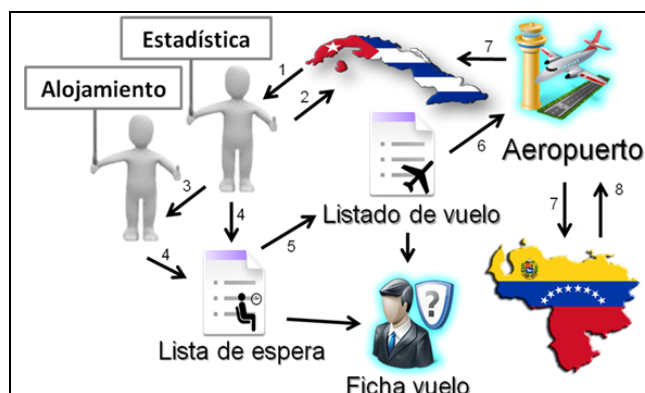 Estadística
Alojamiento
1
2
7
3
4
4
5
6
Aeropuerto
Listado de vuelo
7
8
Lista de espera
Ficha vuelo